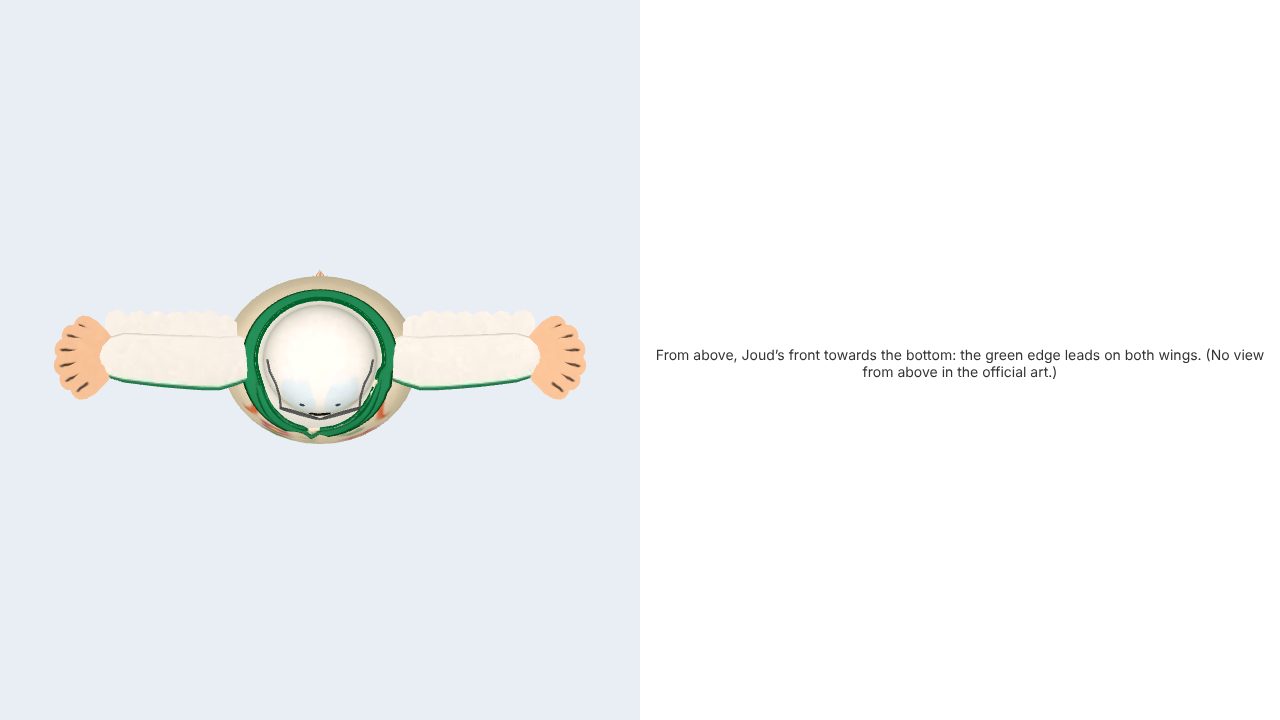 From above, Joud’s front towards the bottom: the green edge leads on both wings. (No view
from above in the official art.)